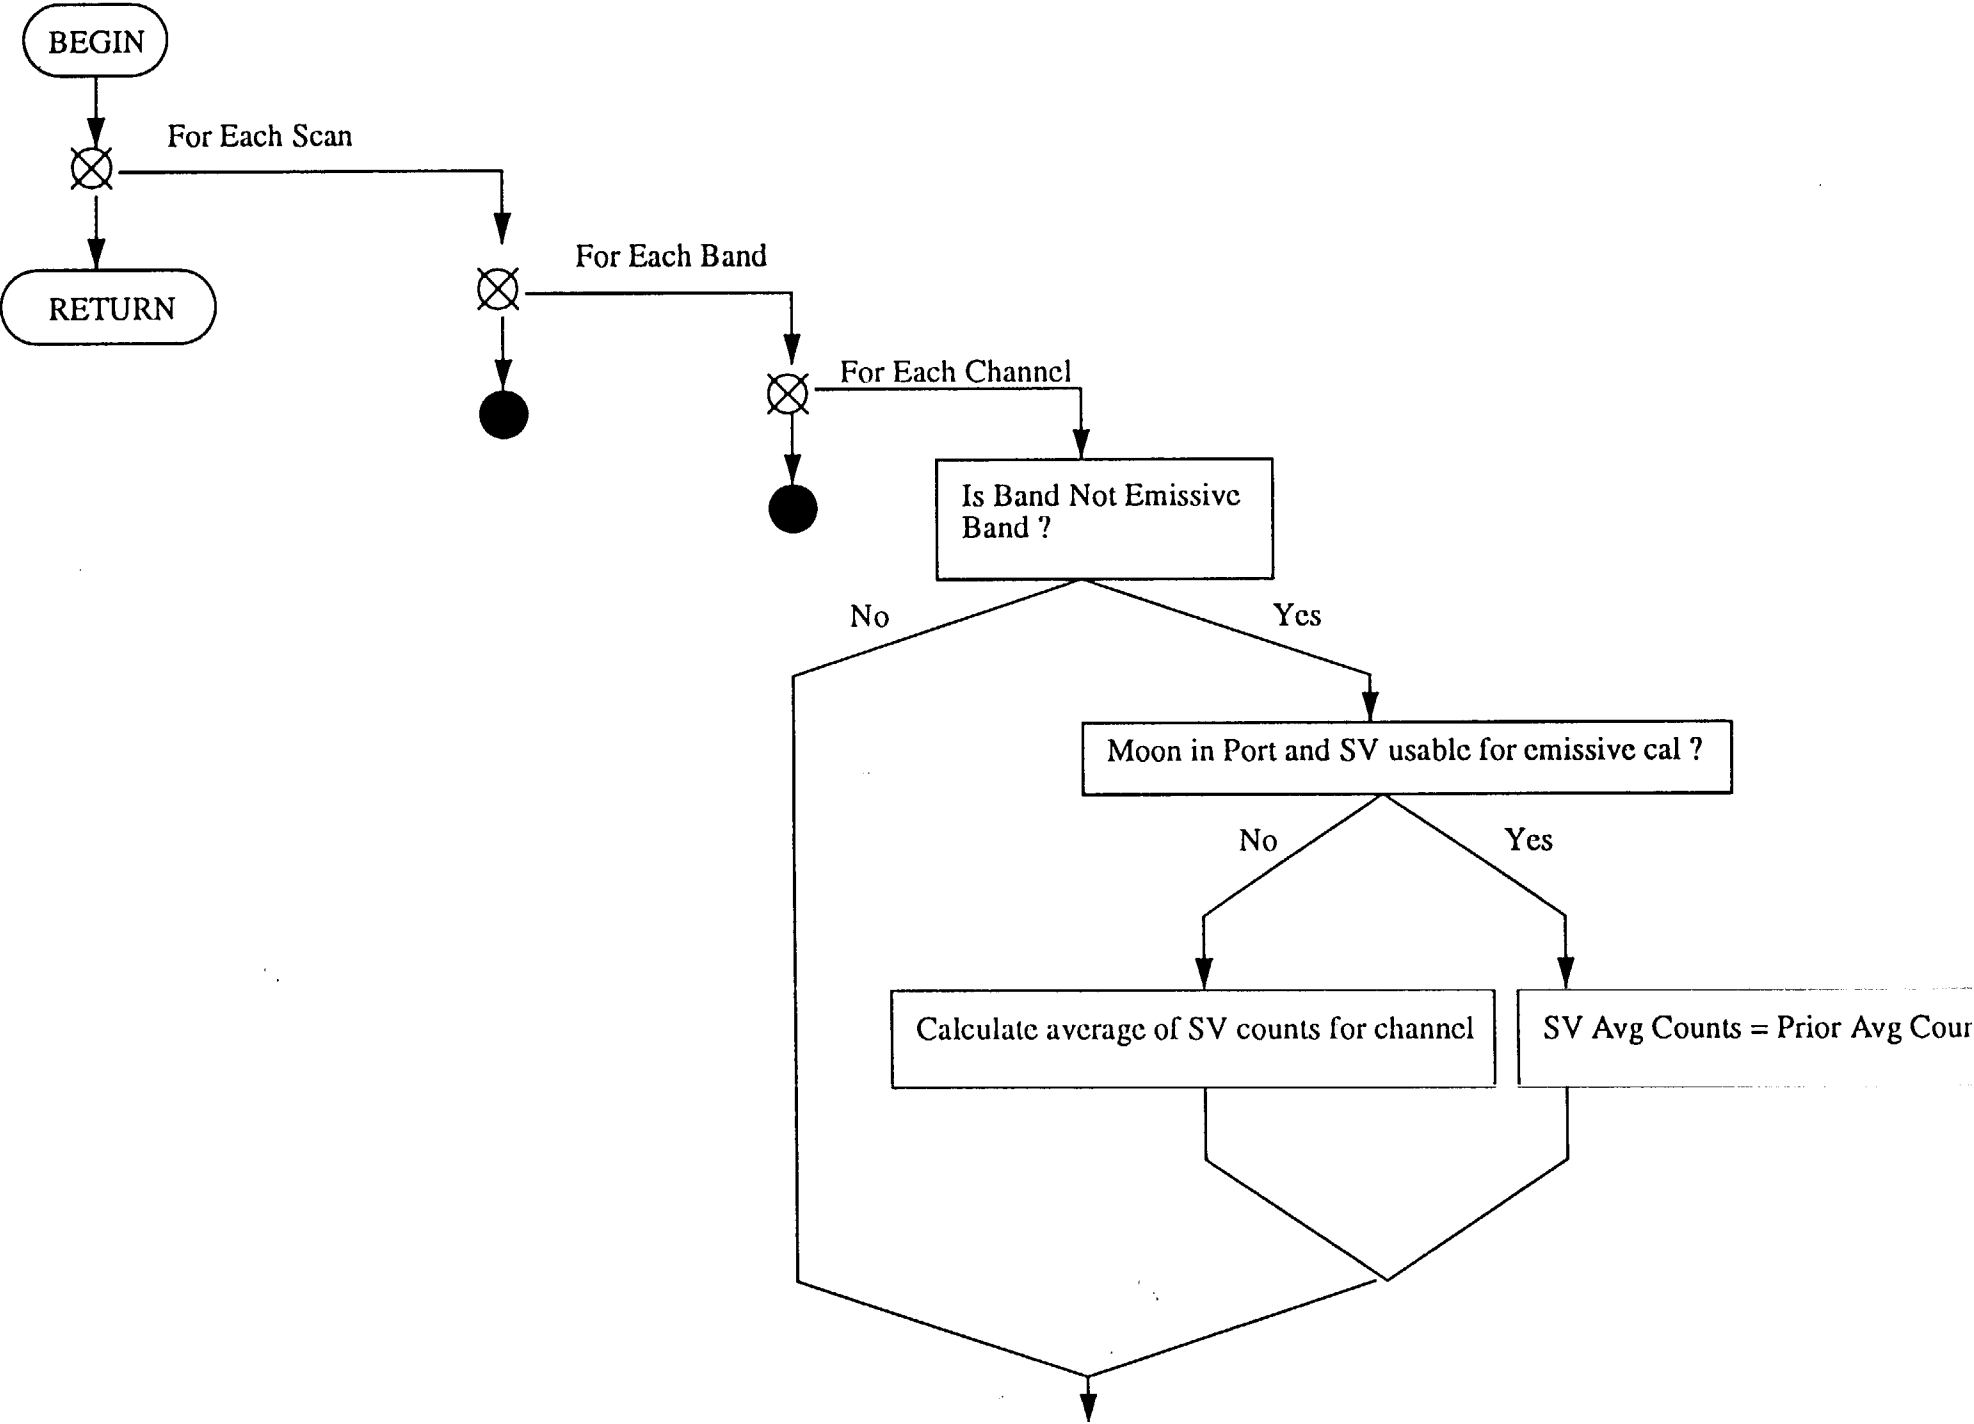 BEGIN
For Each Scan
RETURN
For Each Band
For Each Channel
Is Band Not Emissive
Band ?
No
Yes
Moon in Port and SV usable for emissive cal ?
No
Yes
Calculate average of SV counts for channel
SV Avg Counts = Prior Avg